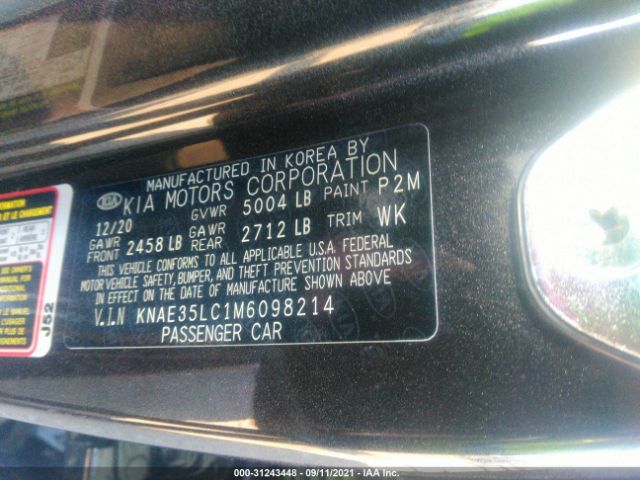 MANUFACTURED IN KOREA BY
KIA KIA MOTORS CORPORATION
12/20 GVWR 5004 LB PAINT P2M
GAWR FRONT 2458 LB GAWR REAR 2712 LB TRIM WK
THIS VEHICLE CONFORMS TO ALL APPLICABLE U.S.A. FEDERAL
MOTOR VEHICLE SAFETY, BUMPER, AND THEFT PREVENTION STANDARDS
IN EFFECT ON THE DATE OF MANUFACTURE SHOWN ABOVE
V.I.N KNAE35LC1M6098214
PASSENGER CAR
J52
000-31243448 - 09/11/2021 - IAA Inc.